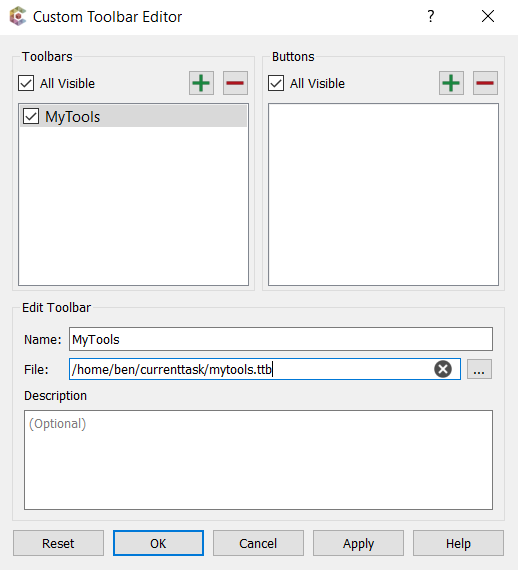 Custom Toolbar Editor ?
Toolbars
Buttons
All Visible
All Visible
MyTools
Edit Toolbar
Name: MyTools
File: /home/ben/currenttask/mytools.ttb ...
Description
(Optional)
Reset OK Cancel Apply Help